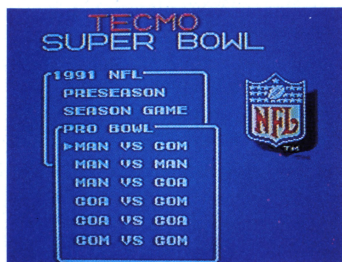 TECMO
SUPER BOWL
1991 NFL
PRESEASON
SEASON GAME
PRO BOWL
MAN VS COM
MAN VS MAN
MAN VS COA
COA VS COM
COA VS COA
COM VS COM
NFL
TM